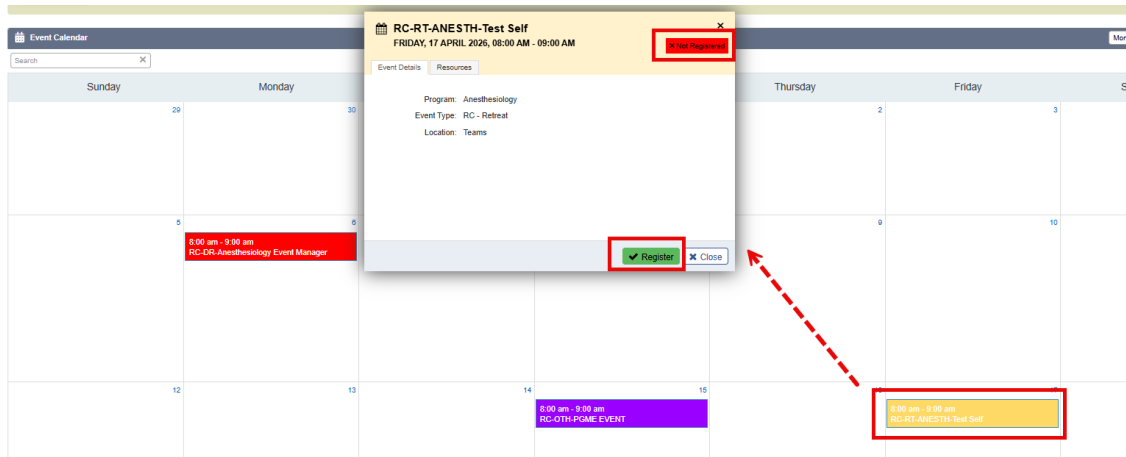 Event Calendar
Mon
Search
Sunday
Monday
Thursday
Friday
S
RC-RT-ANESTH-Test Self
FRIDAY, 17 APRIL 2026, 08:00 AM - 09:00 AM
Not Registered
Event Details
Resources
Program: Anesthesiology
Event Type: RC - Retreat
Location: Teams
Register
Close
29
30
2
3
5
6
9
10
8:00 am - 9:00 am
RC-DR-Anesthesiology Event Manager
12
13
14
15
16
17
8:00 am - 9:00 am
RC-OTH-PGME EVENT
8:00 am - 9:00 am
RC-RT-ANESTH-Test Self